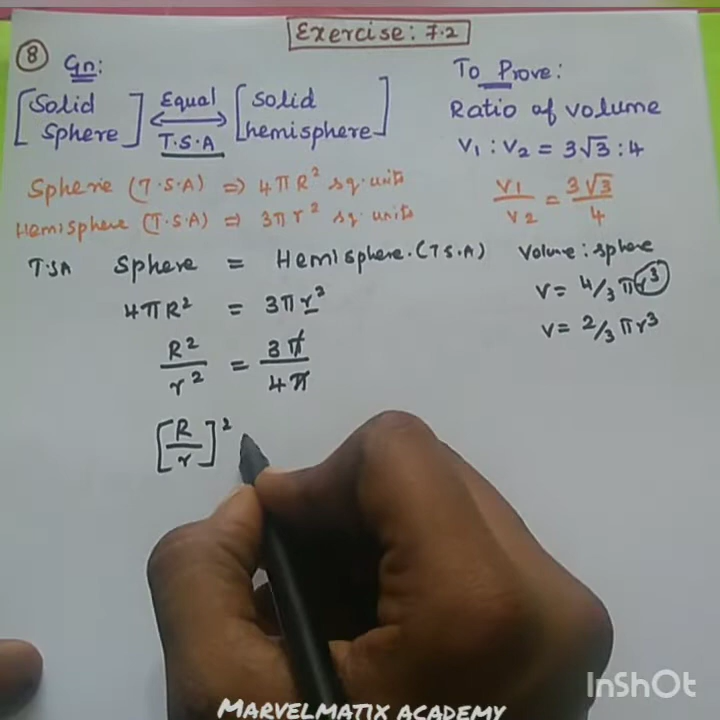 Exercise: 7.2
8 Gn:
[Solid Sphere] Equal T.S.A [Solid hemisphere]
To Prove:
Ratio of volume
V1 : V2 = 3√3 : 4
Sphere (T.S.A) ⇒ 4πR² sq. units
Hemisphere (T.S.A) ⇒ 3πr² sq. units
V1/V2 = 3√3/4
T.S.A Sphere = Hemisphere. (T.S.A)
4πR² = 3πr²
R²/r² = 3π/4π
[R/r]²
Volume: sphere
V = 4/3 πr³
V = 2/3 πr³
InShOt
MARVELMATIX ACADEMY